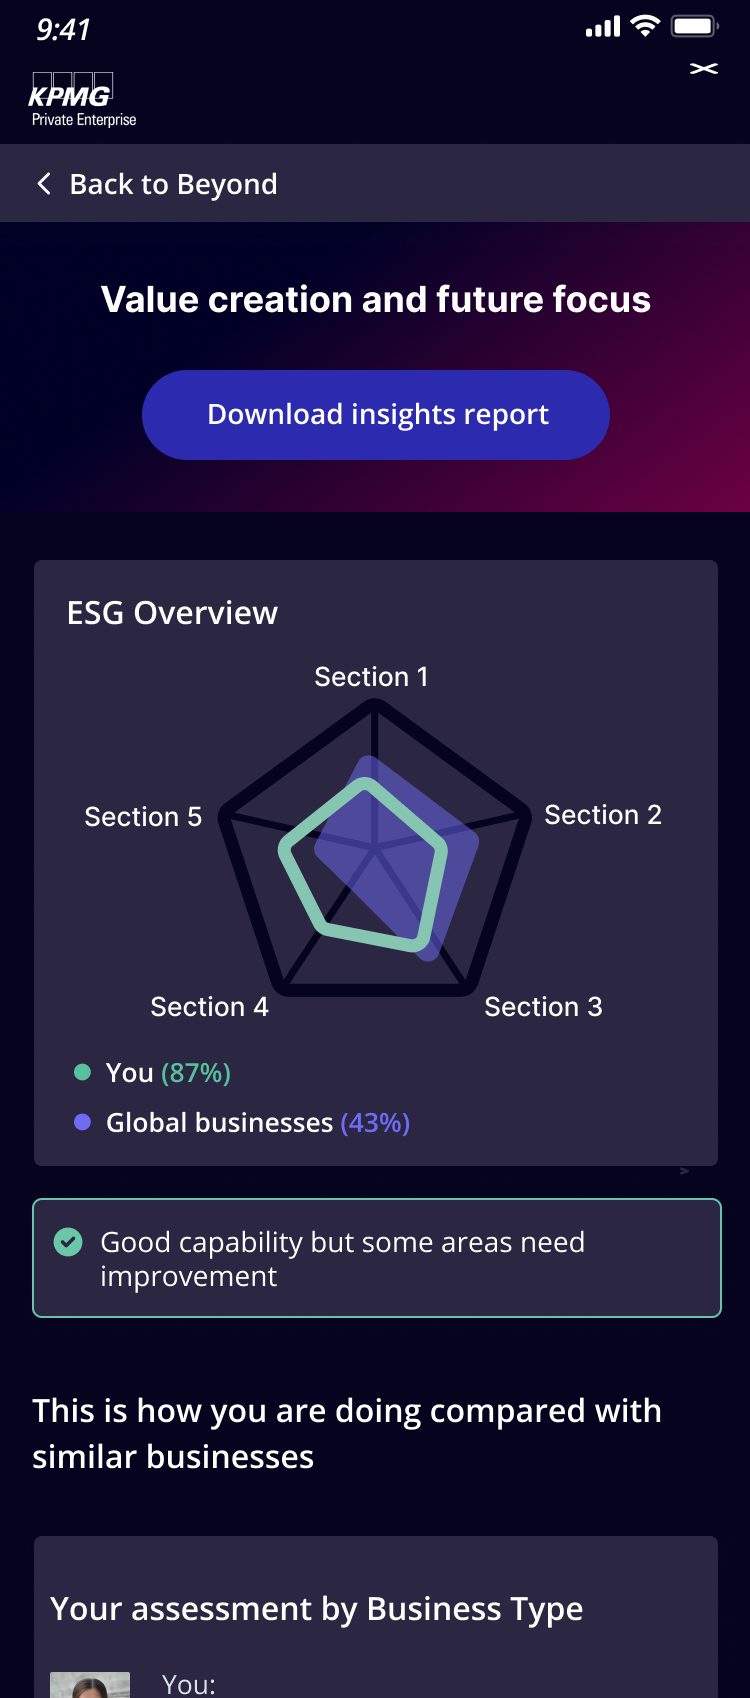 9:41
KPMG
Private Enterprise
Back to Beyond
Value creation and future focus
Download insights report
ESG Overview
Section 1
Section 5
Section 2
Section 4
Section 3
You (87%)
Global businesses (43%)
Good capability but some areas need
improvement
This is how you are doing compared with
similar businesses
Your assessment by Business Type
You: